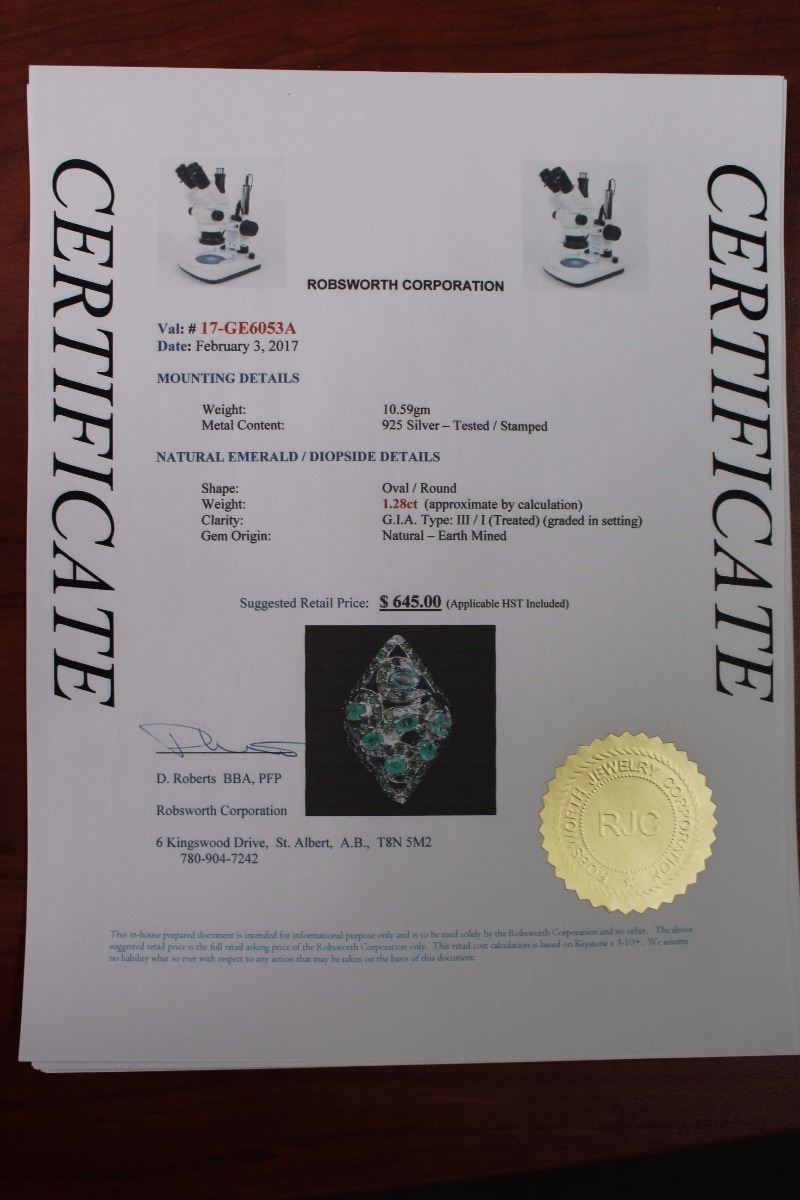 CERTIFICATE
CERTIFICATE
ROBSWORTH CORPORATION
Val: # 17-GE6053A
Date: February 3, 2017
MOUNTING DETAILS
Weight: 10.59gm
Metal Content: 925 Silver – Tested / Stamped
NATURAL EMERALD / DIOPSIDE DETAILS
Shape: Oval / Round
Weight: 1.28ct (approximate by calculation)
Clarity: G.I.A. Type: III / I (Treated) (graded in setting)
Gem Origin: Natural – Earth Mined
Suggested Retail Price: $ 645.00 (Applicable HST Included)
D. Roberts BBA, PFP
Robsworth Corporation
6 Kingswood Drive, St. Albert, A.B., T8N 5M2
780-904-7242
ROBSWORTH JEWELRY CORPORATION
RJC
This in-house prepared document is intended for informational purpose only and is to be used solely by the Robsworth Corporation and no other. The above
suggested retail price is the full retail asking price of the Robsworth Corporation only. This retail cost calculation is based on Keystone x 3-10+. We assume
no liability what so ever with respect to any action that may be taken on the basis of this document.